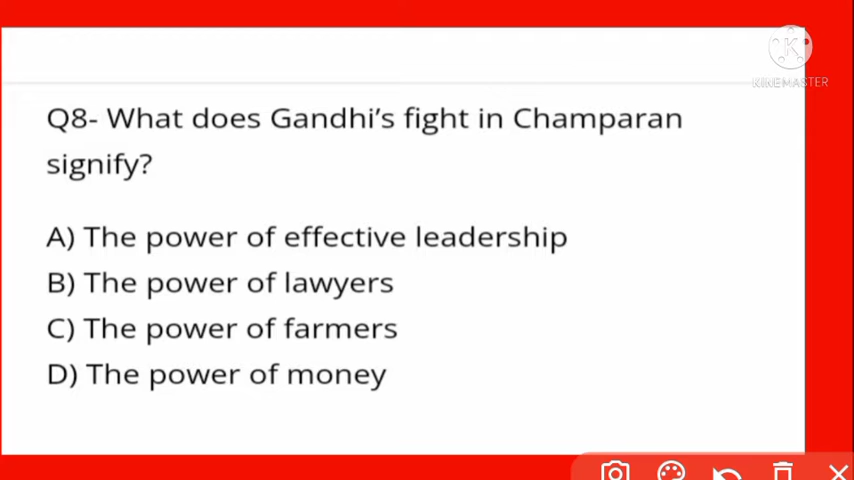 KINEMASTER
Q8- What does Gandhi's fight in Champaran
signify?
A) The power of effective leadership
B) The power of lawyers
C) The power of farmers
D) The power of money